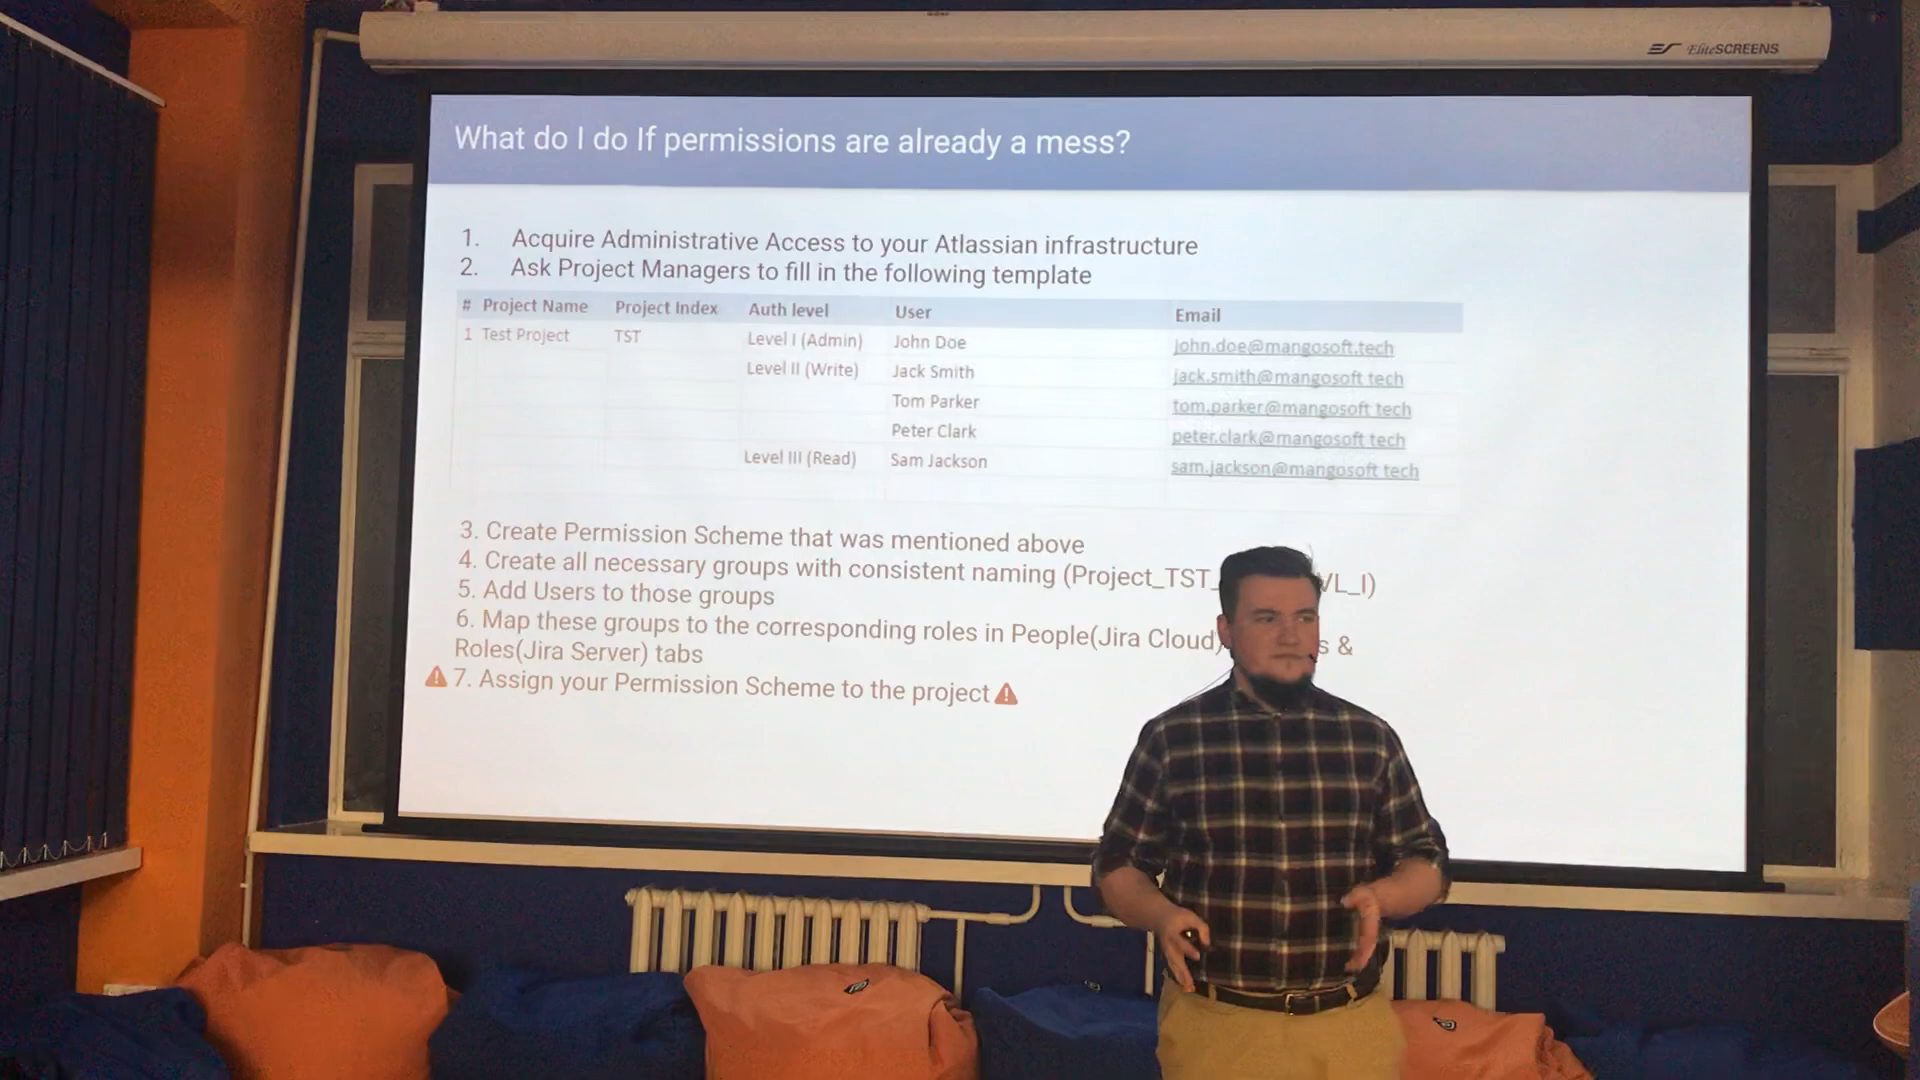 EliteSCREENS
What do I do If permissions are already a mess?
1. Acquire Administrative Access to your Atlassian infrastructure
2. Ask Project Managers to fill in the following template
# Project Name Project Index Auth level User Email
1 Test Project TST Level I (Admin) John Doe john.doe@mangosoft.tech
Level II (Write) Jack Smith jack.smith@mangosoft tech
Tom Parker tom.parker@mangosoft tech
Peter Clark peter.clark@mangosoft tech
Level III (Read) Sam Jackson sam.jackson@mangosoft tech
3. Create Permission Scheme that was mentioned above
4. Create all necessary groups with consistent naming (Project_TST_ VL_I)
5. Add Users to those groups
6. Map these groups to the corresponding roles in People(Jira Cloud) s &
Roles(Jira Server) tabs
7. Assign your Permission Scheme to the project